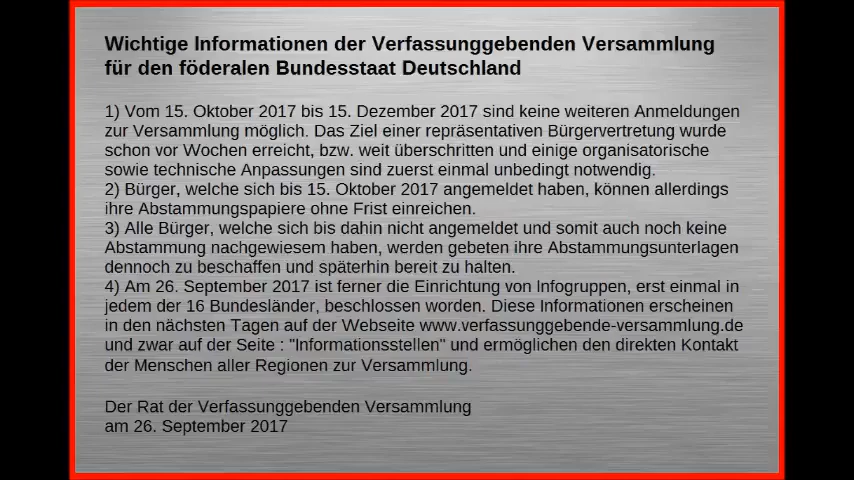 Wichtige Informationen der Verfassunggebenden Versammlung
für den föderalen Bundesstaat Deutschland
1) Vom 15. Oktober 2017 bis 15. Dezember 2017 sind keine weiteren Anmeldungen
zur Versammlung möglich. Das Ziel einer repräsentativen Bürgervertretung wurde
schon vor Wochen erreicht, bzw. weit überschritten und einige organisatorische
sowie technische Anpassungen sind zuerst einmal unbedingt notwendig.
2) Bürger, welche sich bis 15. Oktober 2017 angemeldet haben, können allerdings
ihre Abstammungspapiere ohne Frist einreichen.
3) Alle Bürger, welche sich bis dahin nicht angemeldet und somit auch noch keine
Abstammung nachgewiesem haben, werden gebeten ihre Abstammungsunterlagen
dennoch zu beschaffen und späterhin bereit zu halten.
4) Am 26. September 2017 ist ferner die Einrichtung von Infogruppen, erst einmal in
jedem der 16 Bundesländer, beschlossen worden. Diese Informationen erscheinen
in den nächsten Tagen auf der Webseite www.verfassunggebende-versammlung.de
und zwar auf der Seite : "Informationsstellen" und ermöglichen den direkten Kontakt
der Menschen aller Regionen zur Versammlung.
Der Rat der Verfassunggebenden Versammlung
am 26. September 2017